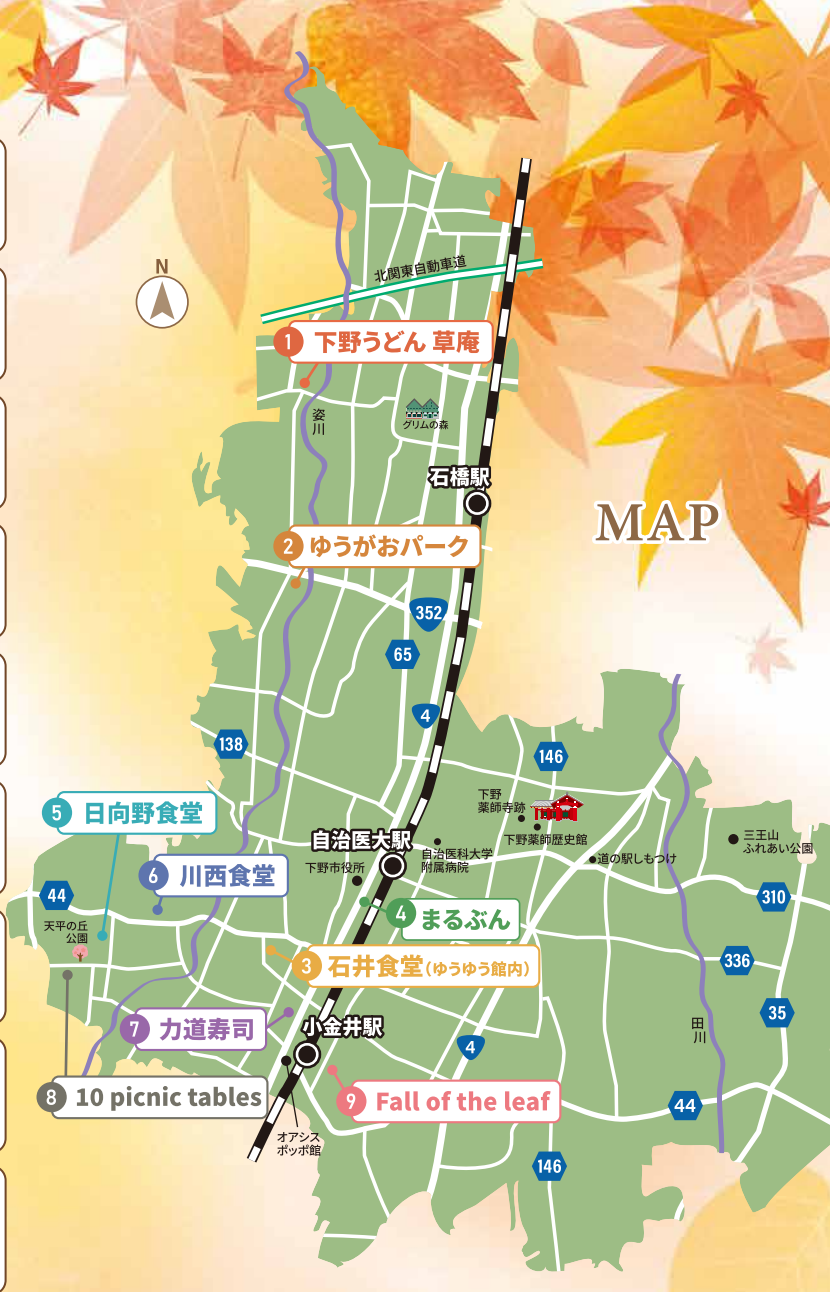 N
北関東自動車道
1 下野うどん 草庵
姿川
グリムの森
石橋駅
MAP
2 ゆうがおパーク
352
65
4
138
146
下野
薬師寺跡
下野薬師歴史館
5 日向野食堂
自治医大駅
三王山
ふれあい公園
自治医科大学
附属病院
道の駅しもつけ
下野市役所
6 川西食堂
44
310
4 まるぶん
天平の丘
公園
3 石井食堂(ゆうゆう館内)
336
35
7 力道寿司
小金井駅
田川
4
8 10 picnic tables
9 Fall of the leaf
44
オアシス
ポッポ館
146